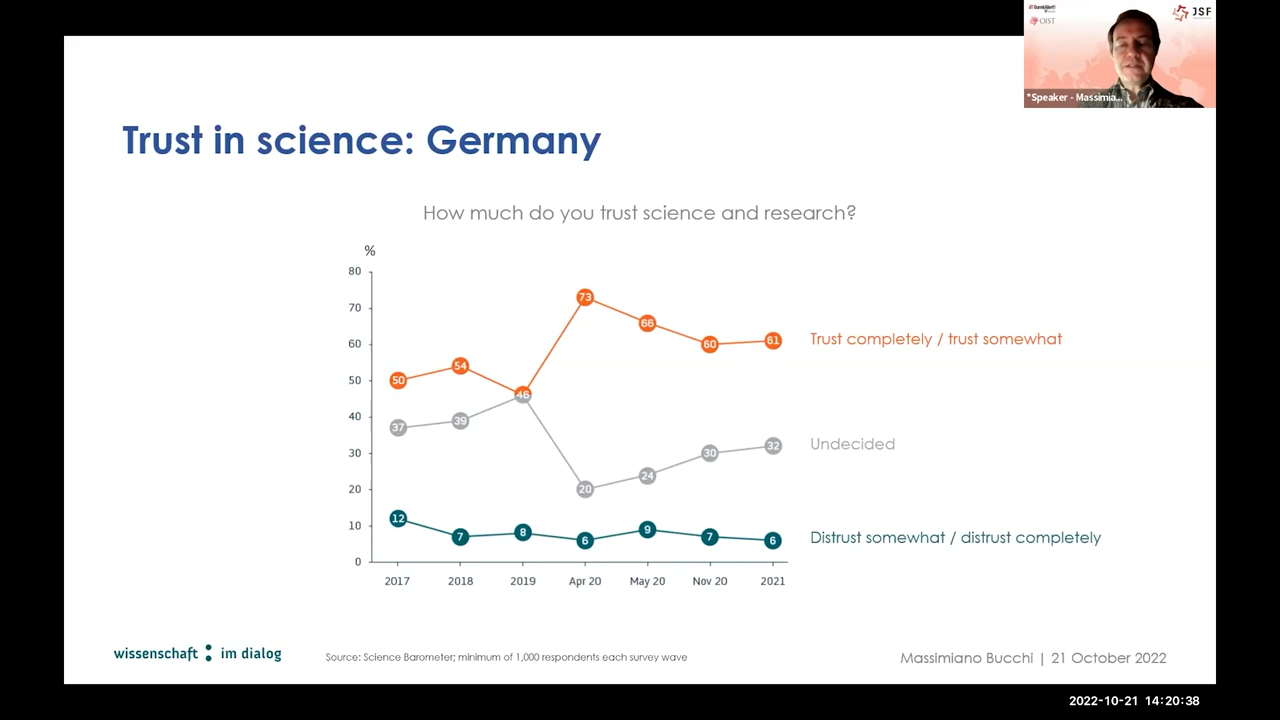 EurekAlert!
OIST
JSF
*Speaker - Massimia...
Trust in science: Germany
How much do you trust science and research?
%
80
70
60
50
40
30
20
10
0
50
54
46
73
66
60
61
37
39
20
24
30
32
12
7
8
6
9
7
6
Trust completely / trust somewhat
Undecided
Distrust somewhat / distrust completely
2017 2018 2019 Apr 20 May 20 Nov 20 2021
wissenschaft : im dialog
Source: Science Barometer; minimum of 1,000 respondents each survey wave
Massimiano Bucchi | 21 October 2022
2022-10-21 14:20:38